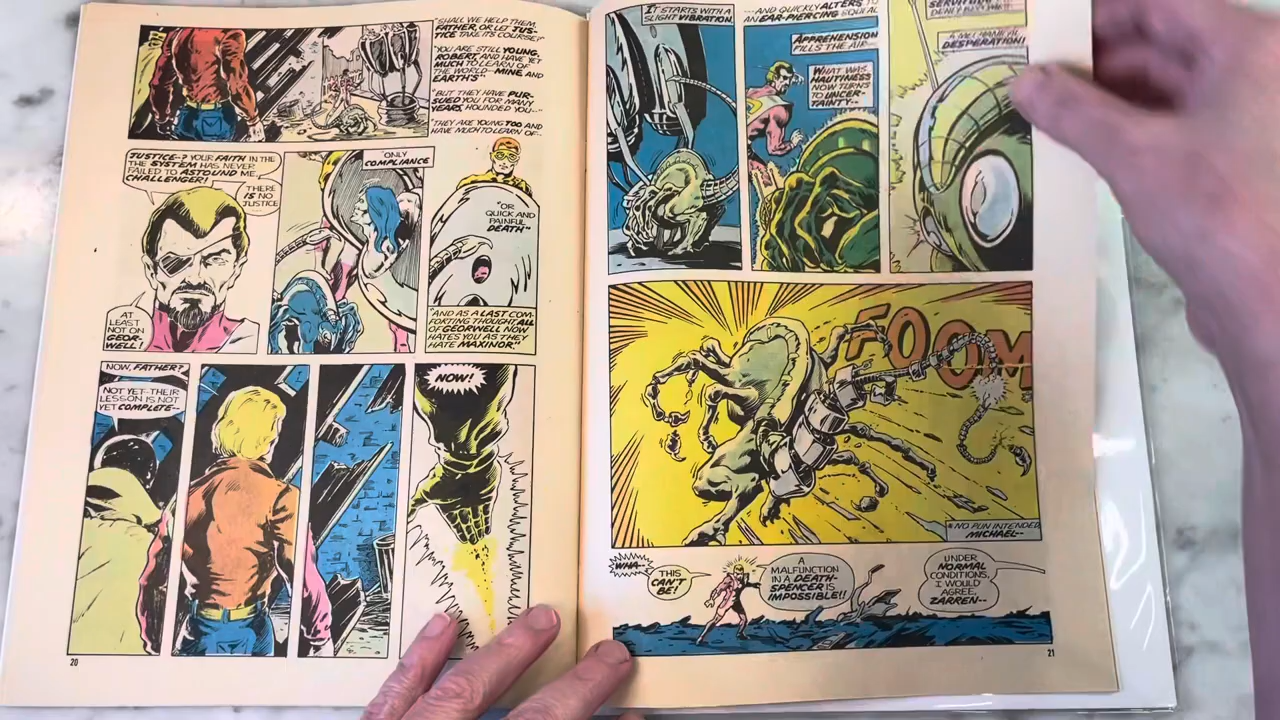 "SHALL WE HELP THEM,
FATHER, OR LET JUS-
TICE TAKE ITS COURSE?"
"YOU ARE STILL YOUNG,
ROBERT, AND HAVE YET
MUCH TO LEARN OF
THE WORLD--MINE AND
EARTH'S"
"BUT THEY HAVE PUR-
SUED YOU FOR MANY
YEARS, HOUNDED YOU--"
THEY ARE YOUNG TOO AND
HAVE MUCH TO LEARN OF--
JUSTICE-? YOUR FAITH IN THE
THE SYSTEM HAS NEVER
FAILED TO ASTOUND ME,
CHALLENGER!
THERE
IS NO
JUSTICE
AT
LEAST
NOT ON
GEOR-
WELL!
"ONLY
COMPLIANCE
"OR
QUICK AND
PAINFUL
DEATH"
"AND AS A LAST COM-
FORTING THOUGHT, ALL
OF GEORWELL NOW
HATES YOU AS THEY
HATE MAXINOR"
NOW, FATHER?
NOT YET-THEIR
LESSON IS NOT
YET COMPLETE--
NOW!
20
IT STARTS WITH A
SLIGHT VIBRATION,
---AND QUICKLY ALTERS TO
AN EAR-PIERCING SQUEAL
APPREHENSION
FILLS THE AIR--
WHAT WAS
HAUTINESS
NOW TURNS
TO UNCER-
TAINTY--
A MECHANICAL
DESPERATION!
FOOM
*NO PUN INTENDED,
MICHAEL--
WHA--
THIS
CAN'T
BE!
A
MALFUNCTION
IN A DEATH-
SPENCER IS
IMPOSSIBLE!!
UNDER
NORMAL
CONDITIONS,
I WOULD
AGREE,
ZARREN--
21